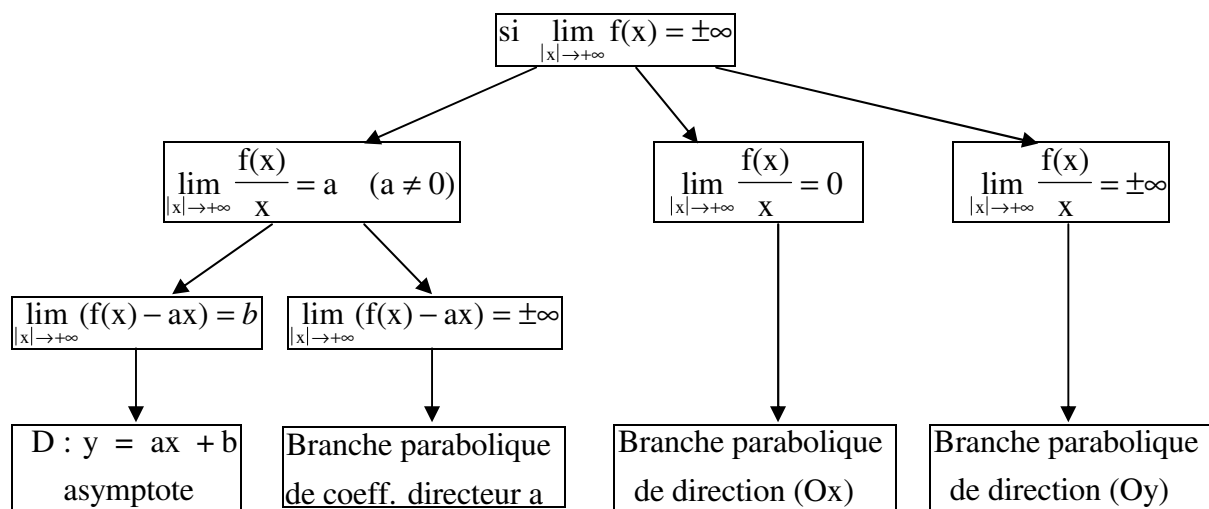 si lim f(x) = ±∞
|x|→+∞
lim f(x)/x = a (a ≠ 0)
|x|→+∞
lim f(x)/x = 0
|x|→+∞
lim f(x)/x = ±∞
|x|→+∞
lim (f(x) − ax) = b
|x|→+∞
lim (f(x) − ax) = ±∞
|x|→+∞
D : y = ax + b
asymptote
Branche parabolique
de coeff. directeur a
Branche parabolique
de direction (Ox)
Branche parabolique
de direction (Oy)